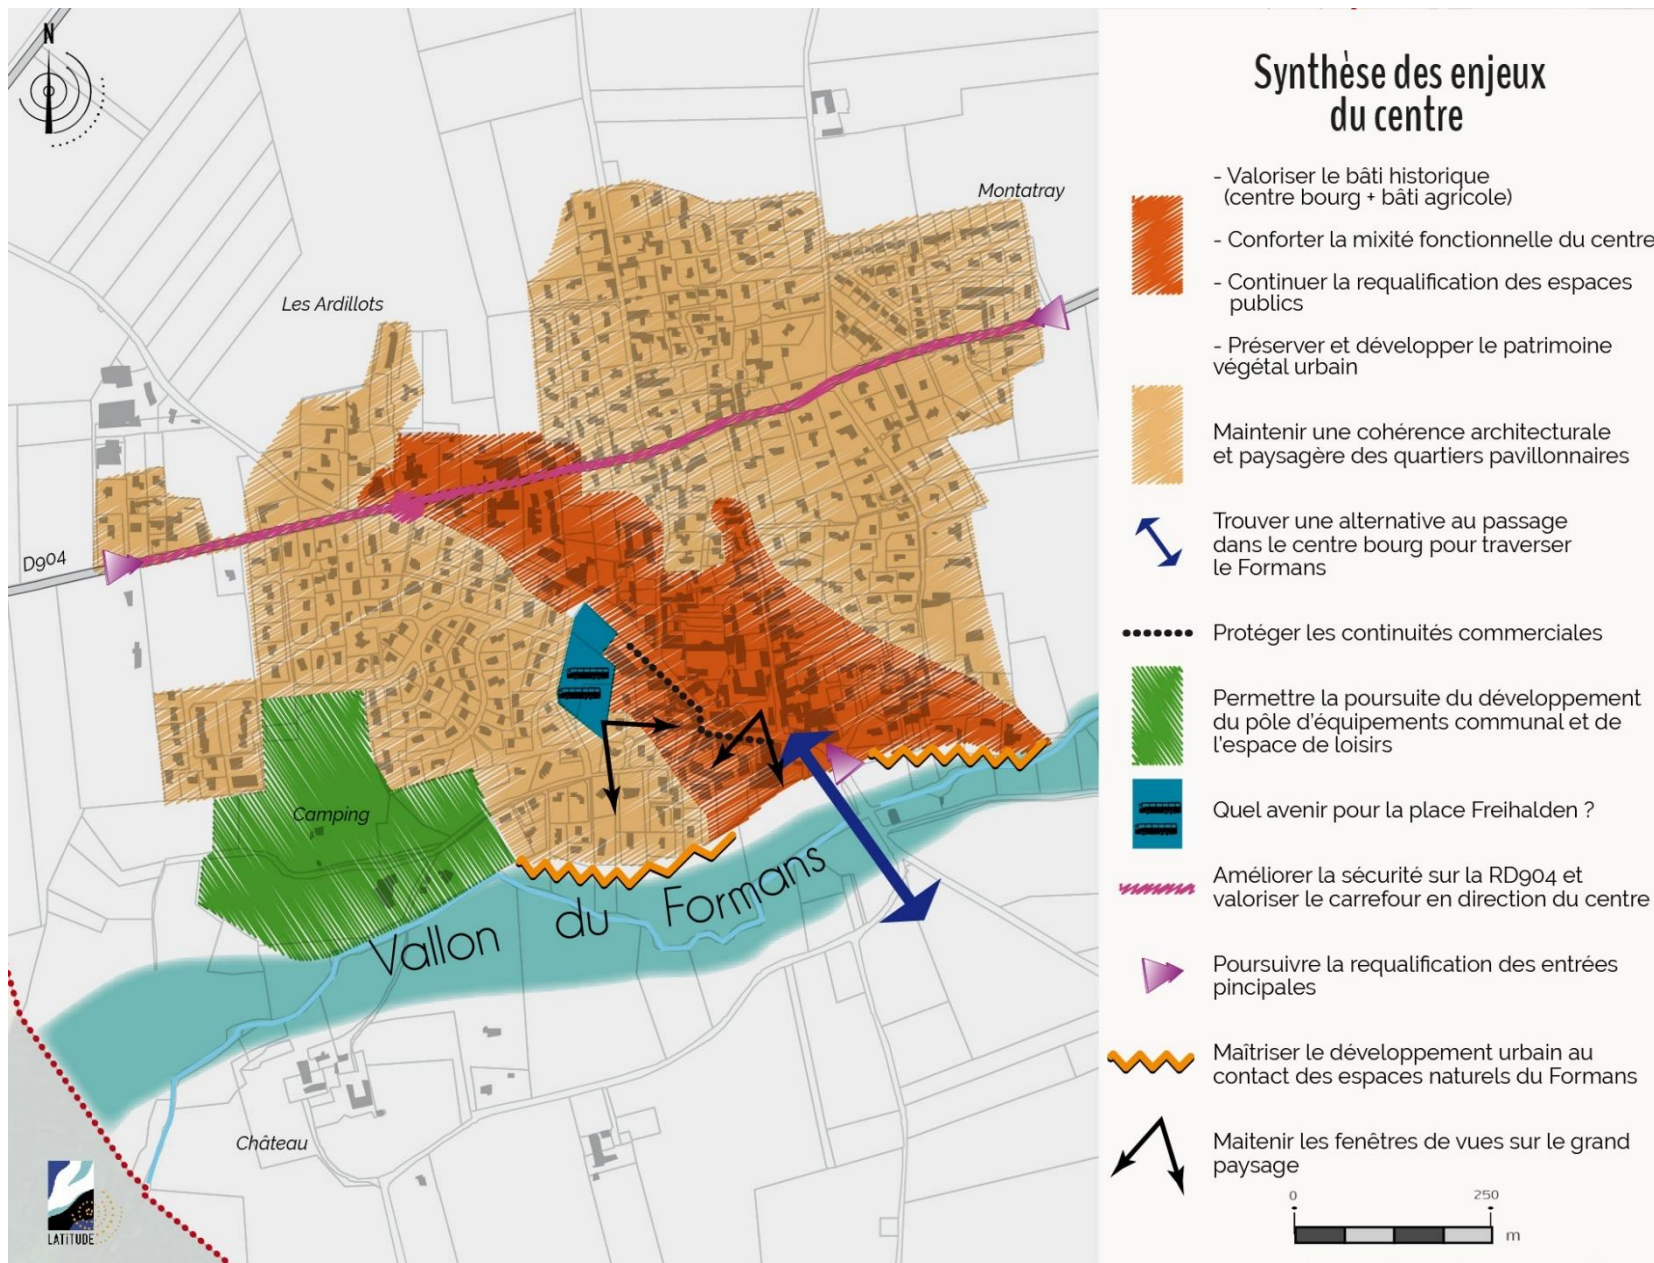 N
Montatray
Les Ardillots
D904
Camping
Vallon du Formans
Château
LATiTUDE
Synthèse des enjeux
du centre
- Valoriser le bâti historique
(centre bourg + bâti agricole)
- Conforter la mixité fonctionnelle du centre
- Continuer la requalification des espaces
publics
- Préserver et développer le patrimoine
végétal urbain
Maintenir une cohérence architecturale
et paysagère des quartiers pavillonnaires
Trouver une alternative au passage
dans le centre bourg pour traverser
le Formans
Protéger les continuités commerciales
Permettre la poursuite du développement
du pôle d'équipements communal et de
l'espace de loisirs
Quel avenir pour la place Freihalden ?
Améliorer la sécurité sur la RD904 et
valoriser le carrefour en direction du centre
Poursuivre la requalification des entrées
pincipales
Maîtriser le développement urbain au
contact des espaces naturels du Formans
Maitenir les fenêtres de vues sur le grand
paysage
0 250
m